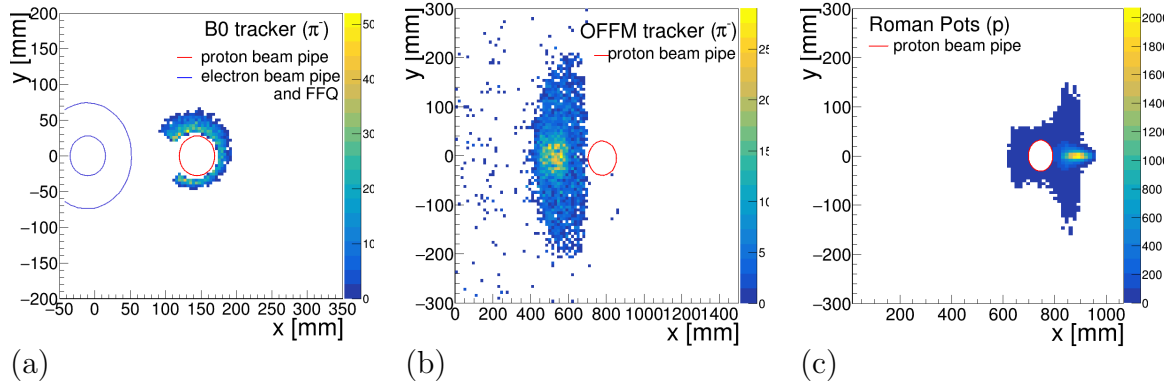 B0 tracker (π⁻)
proton beam pipe
electron beam pipe
and FFQ
y [mm]
200
150
100
50
0
−50
−100
−150
−200
−50 0 50 100 150 200 250 300 350
x [mm]
50
40
30
20
10
0
(a)
OFFM tracker (π⁻)
proton beam pipe
y [mm]
300
200
100
0
−100
−200
−300
0 200 400 600 800 1000 1200 1400
x [mm]
25
20
15
10
5
0
(b)
Roman Pots (p)
proton beam pipe
y [mm]
300
200
100
0
−100
−200
−300
200 400 600 800 1000
x [mm]
2000
1800
1600
1400
1200
1000
800
600
400
200
0
(c)